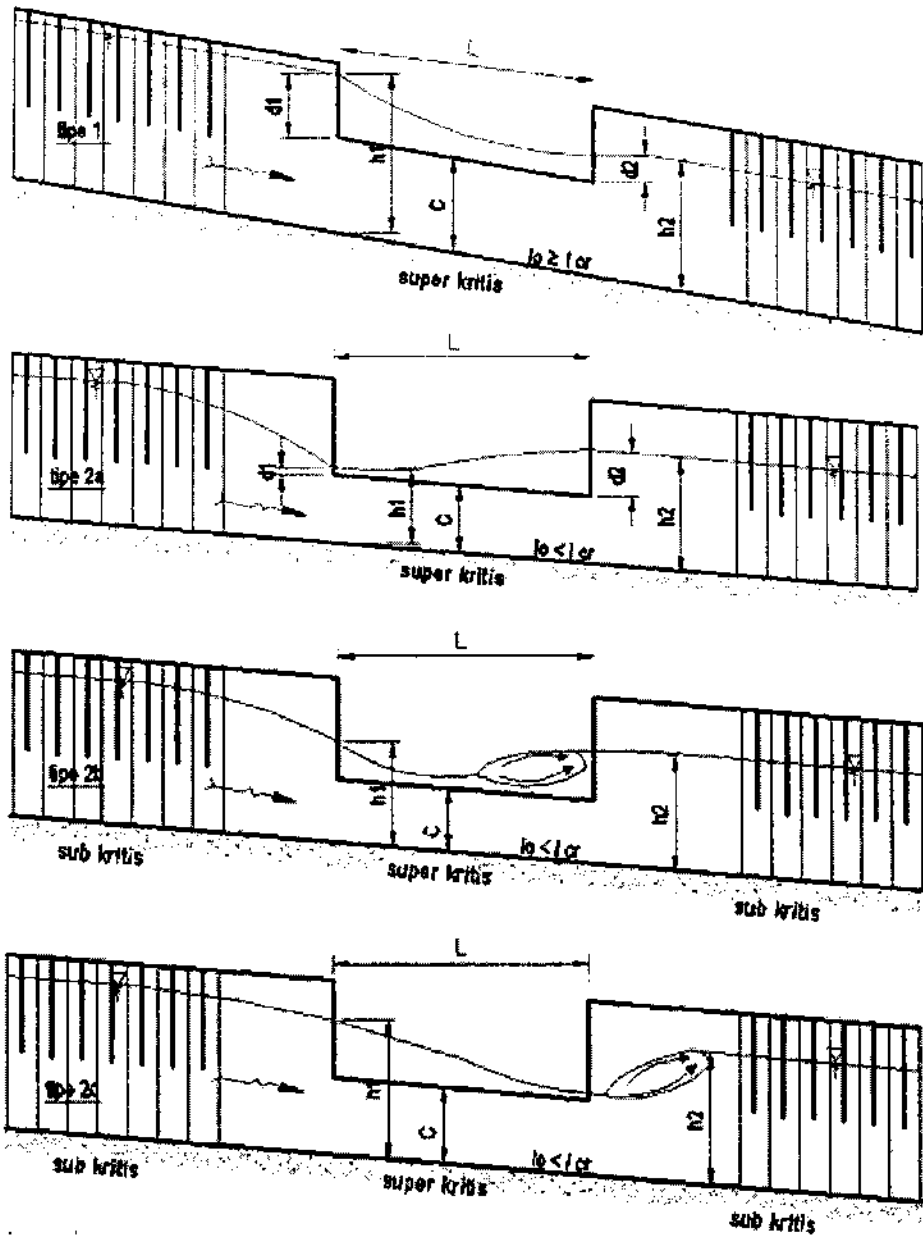 L
tipe 1
d1
h1
C
d2
h2
Io ≥ I cr
super kritis
L
tipe 2a
d1
h1
C
d2
h2
Io < I cr
super kritis
L
tipe 2b
h1
C
h2
Io < I cr
sub kritis
super kritis
sub kritis
L
tipe 2c
h1
C
h2
Io < I cr
sub kritis
super kritis
sub kritis